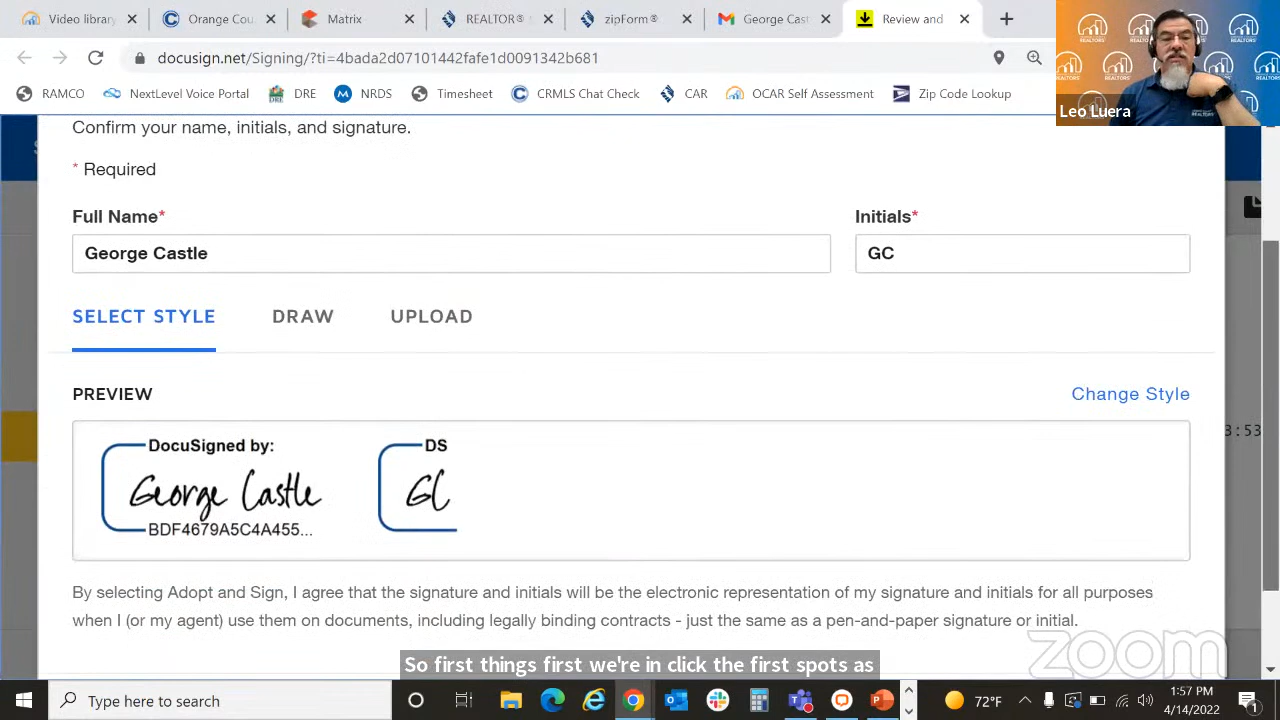 Orange Cou
Matrix
REALTOR®
zipForm®
George Cast
Review and
docusign.net/Signing/?ti=4bada2d07101442fafe1d0091342b681
RAMCO
NextLevel Voice Portal
DRE
NRDS
Timesheet
CRMLS Chat Check
CAR
OCAR Self Assessment
Zip Code Lookup
Leo Luera
Confirm your name, initials, and signature.
* Required
Full Name*
Initials*
George Castle
GC
SELECT STYLE
DRAW
UPLOAD
PREVIEW
Change Style
DocuSigned by:
George Castle
BDF4679A5C4A455...
DS
GC
3:53
By selecting Adopt and Sign, I agree that the signature and initials will be the electronic representation of my signature and initials for all purposes
when I (or my agent) use them on documents, including legally binding contracts - just the same as a pen-and-paper signature or initial.
zoom
So first things first we're in click the first spots as
Type here to search
72°F
1:57 PM
4/14/2022